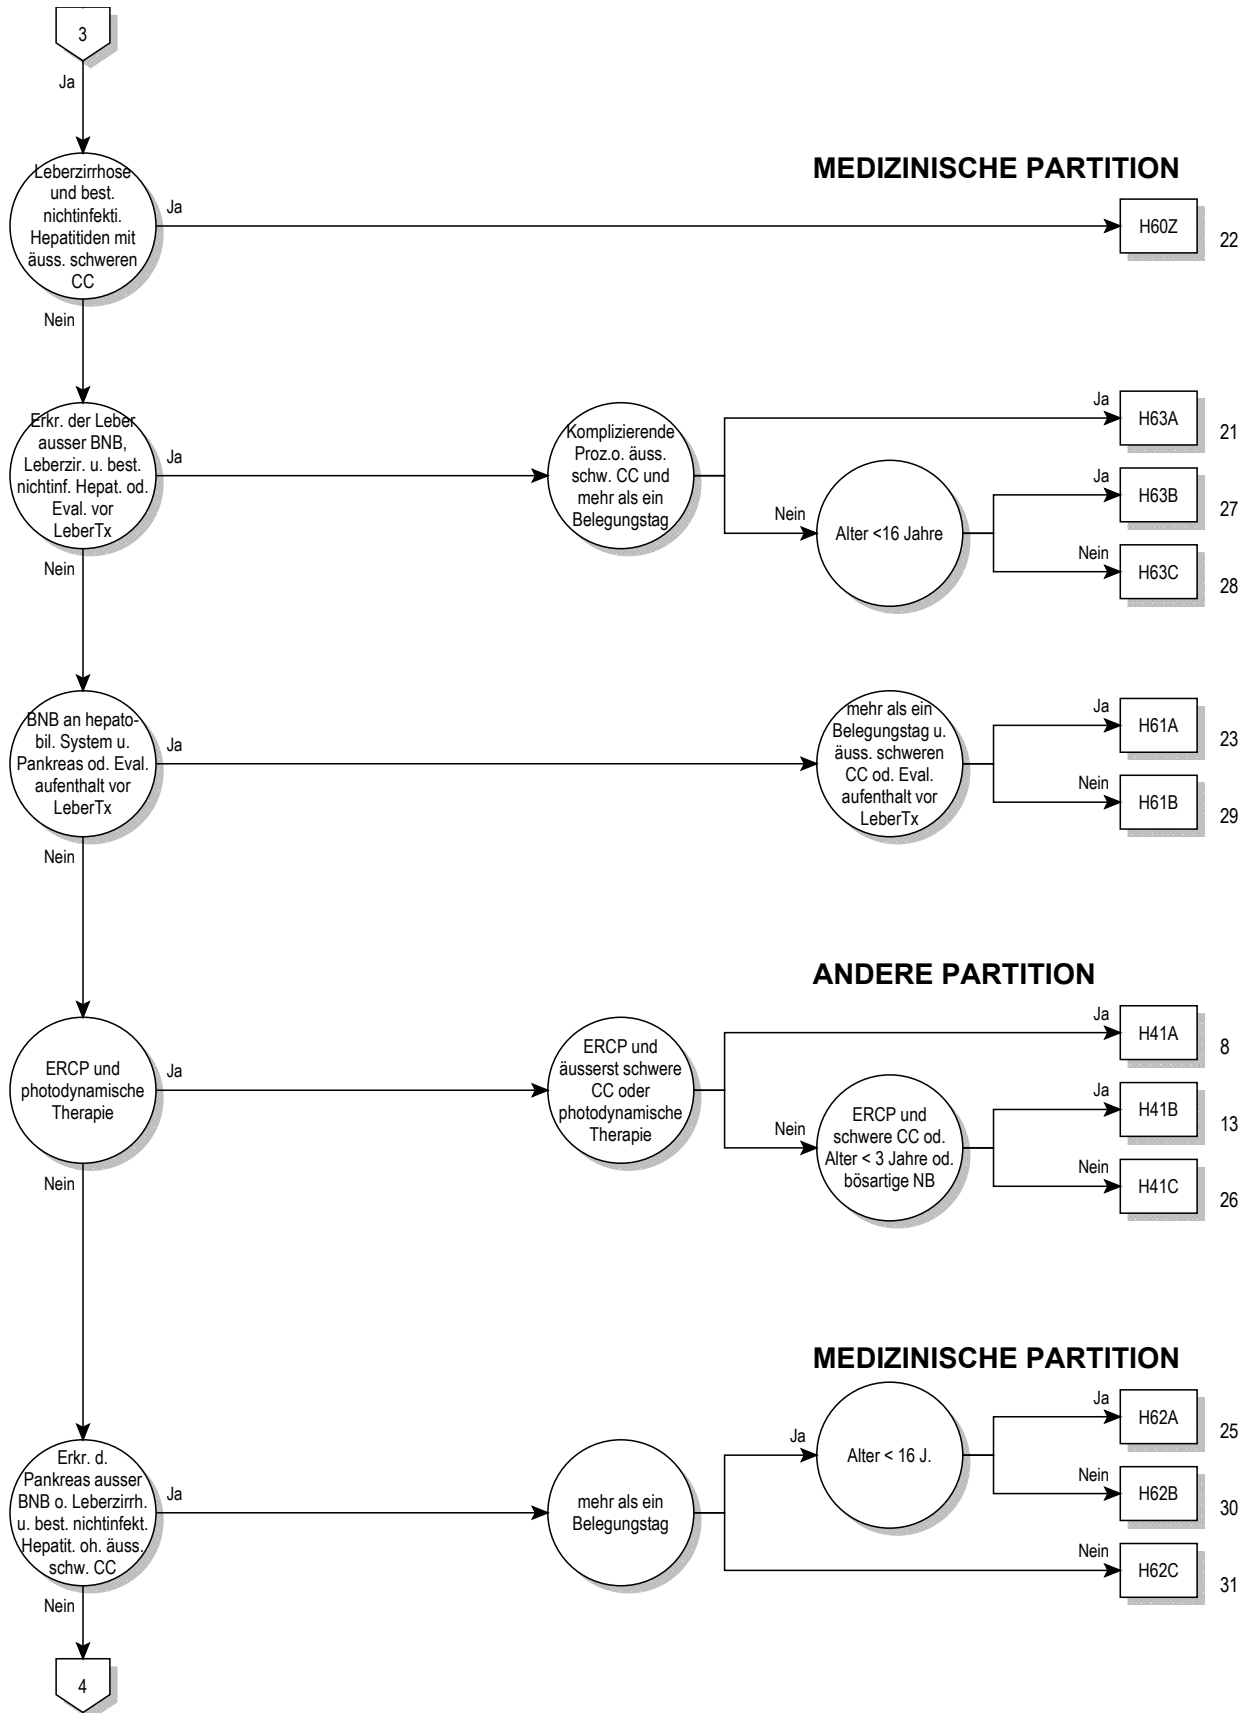 3
Ja
Leberzirrhose
und best.
nichtinfekti.
Hepatitiden mit
äuss. schweren
CC
Ja
MEDIZINISCHE PARTITION
H60Z
22
Nein
Erkr. der Leber
ausser BNB,
Leberzir. u. best.
nichtinf. Hepat. od.
Eval. vor
LeberTx
Ja
Komplizierende
Proz.o. äuss.
schw. CC und
mehr als ein
Belegungstag
Ja
H63A
21
Nein
Alter <16 Jahre
Ja
H63B
27
Nein
H63C
28
Nein
BNB an hepato-
bil. System u.
Pankreas od. Eval.
aufenthalt vor
LeberTx
Ja
mehr als ein
Belegungstag u.
äuss. schweren
CC od. Eval.
aufenthalt vor
LeberTx
Ja
H61A
23
Nein
H61B
29
Nein
ANDERE PARTITION
ERCP und
photodynamische
Therapie
Ja
ERCP und
äusserst schwere
CC oder
photodynamische
Therapie
Ja
H41A
8
Nein
ERCP und
schwere CC od.
Alter < 3 Jahre od.
bösartige NB
Ja
H41B
13
Nein
H41C
26
Nein
MEDIZINISCHE PARTITION
Erkr. d.
Pankreas ausser
BNB o. Leberzirrh.
u. best. nichtinfekt.
Hepatit. oh. äuss.
schw. CC
Ja
mehr als ein
Belegungstag
Ja
Alter < 16 J.
Ja
H62A
25
Nein
H62B
30
Nein
H62C
31
Nein
4